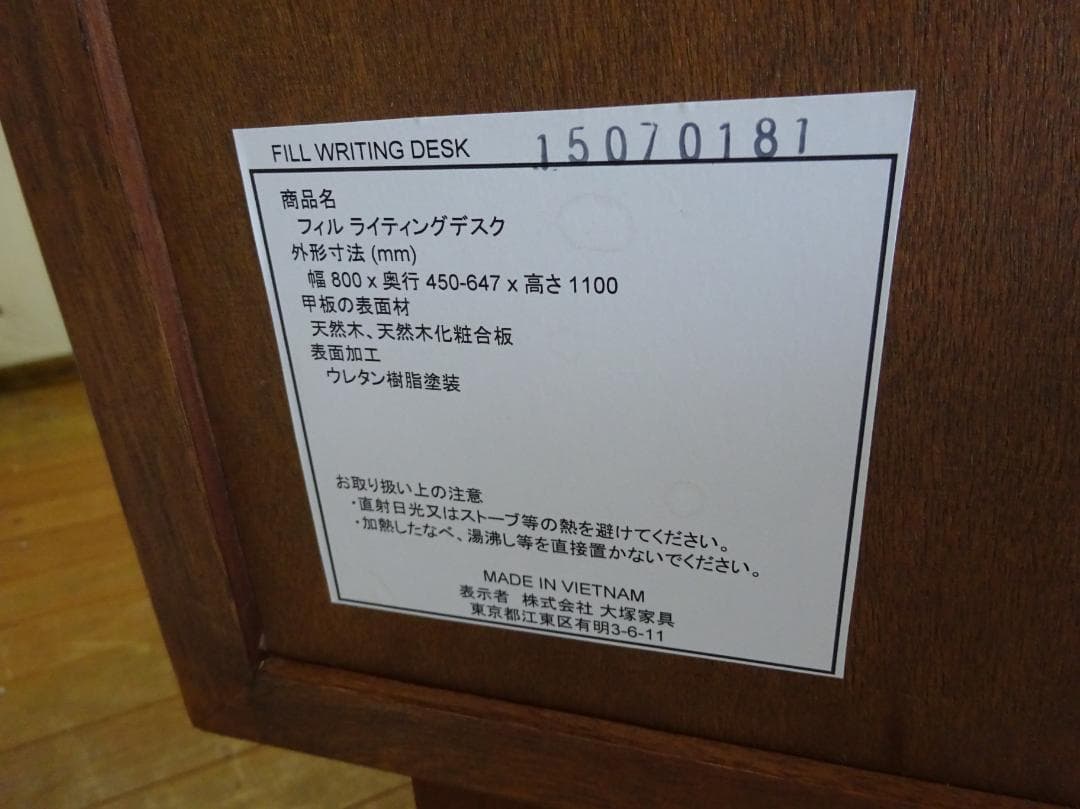 FILL WRITING DESK 15070181
商品名
フィル ライティングデスク
外形寸法 (mm)
幅 800 x 奥行 450-647 x 高さ 1100
甲板の表面材
天然木、天然木化粧合板
表面加工
ウレタン樹脂塗装
お取り扱い上の注意
・直射日光又はストーブ等の熱を避けてください。
・加熱したなべ、湯沸し等を直接置かないでください。
MADE IN VIETNAM
表示者 株式会社 大塚家具
東京都江東区有明3-6-11